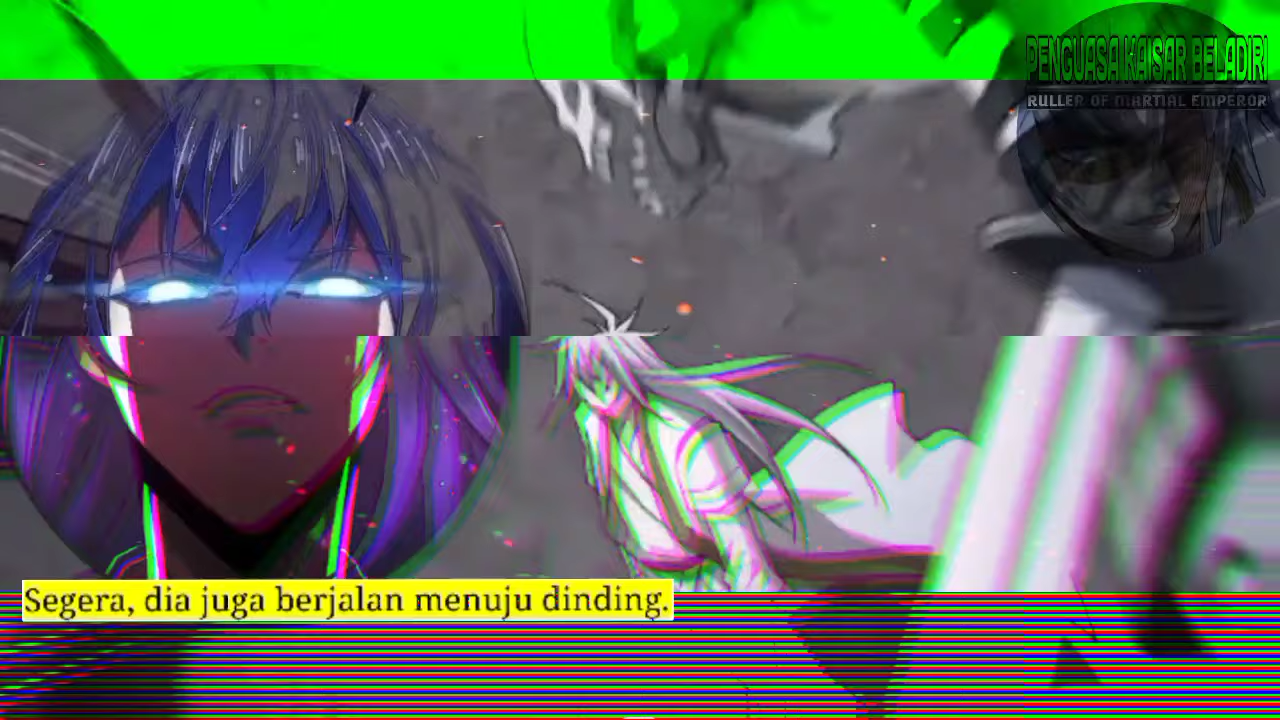 PENGUASA KAISAR BELADIRI
RULLER OF MARTIAL EMPEROR
Segera, dia juga berjalan menuju dinding.